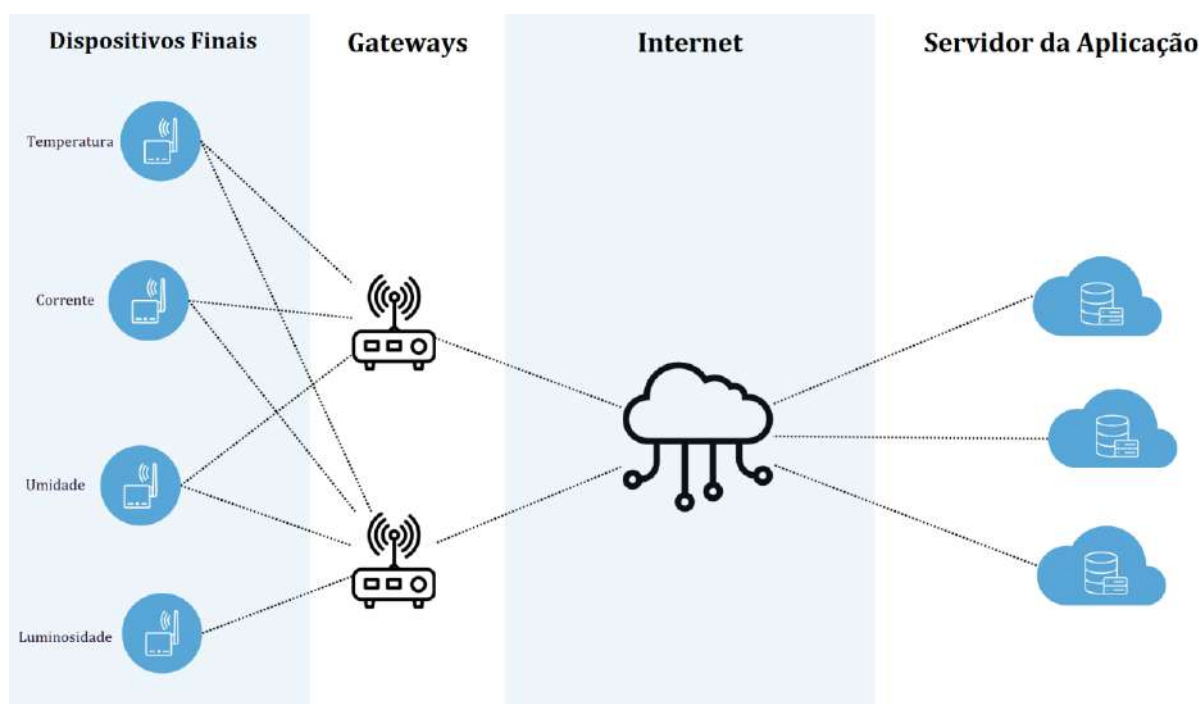 Dispositivos Finais
Gateways
Internet
Servidor da Aplicação
Temperatura
Corrente
Umidade
Luminosidade